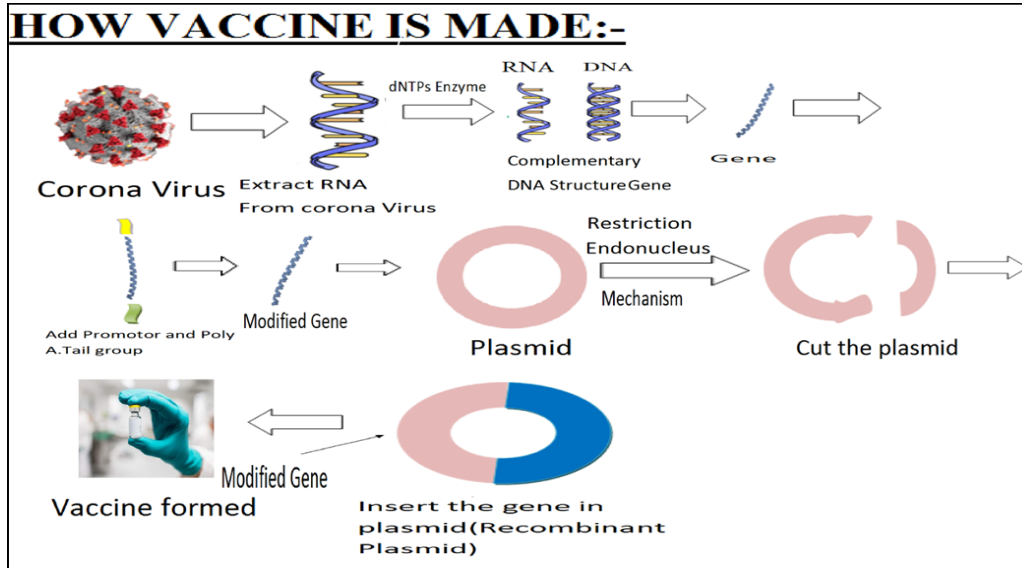 HOW VACCINE IS MADE:-
RNA DNA
dNTPs Enzyme
Corona Virus
Extract RNA
From corona Virus
Complementary
DNA StructureGene
Gene
Restriction
Endonucleus
Mechanism
Add Promotor and Poly
A.Tail group
Modified Gene
Plasmid
Cut the plasmid
Modified Gene
Vaccine formed
Insert the gene in
plasmid(Recombinant
Plasmid)